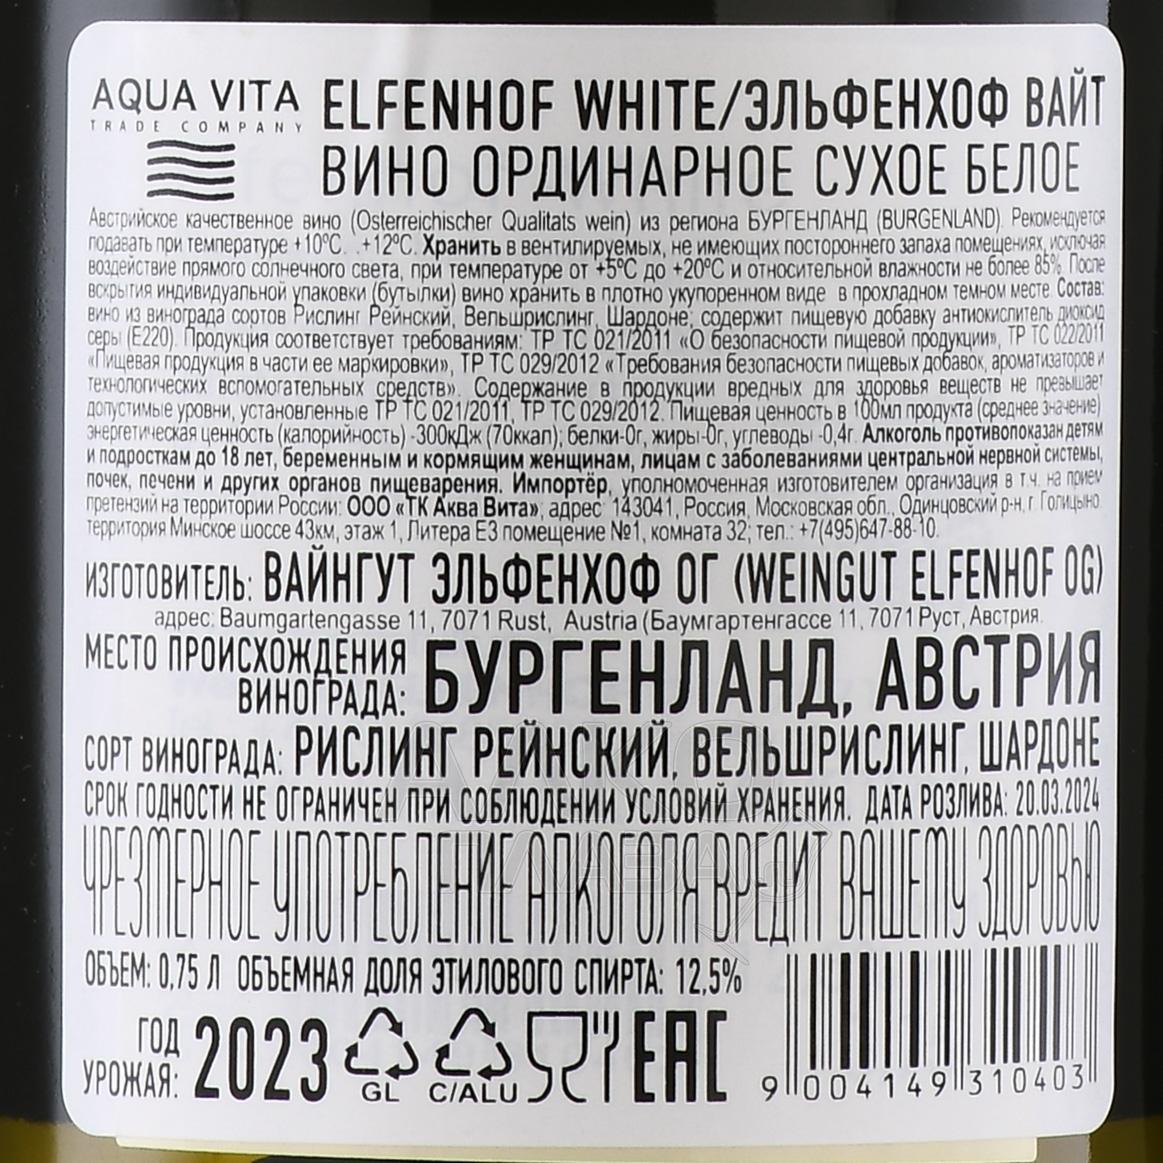 AQUA VITA
TRADE COMPANY
ELFENHOF WHITE/ЭЛЬФЕНХОФ ВАЙТ
ВИНО ОРДИНАРНОЕ СУХОЕ БЕЛОЕ
Австрийское качественное вино (Osterreichischer Qualitats wein) из региона БУРГЕНЛАНД (BURGENLAND). Рекомендуется
подавать при температуре +10ºС. .+12ºС. Хранить в вентилируемых, не имеющих постороннего запаха помещениях, исключая
воздействие прямого солнечного света, при температуре от +5ºС до +20ºС и относительной влажности не более 85%. После
вскрытия индивидуальной упаковки (бутылки) вино хранить в плотно укупоренном виде в прохладном темном месте. Состав:
вино из винограда сортов Рислинг Рейнский, Вельшрислинг, Шардоне; содержит пищевую добавку антиокислитель диоксид
серы (Е220). Продукция соответствует требованиям: ТР ТС 021/2011 «О безопасности пищевой продукции», ТР ТС 022/2011
«Пищевая продукция в части ее маркировки», ТР ТС 029/2012 «Требования безопасности пищевых добавок, ароматизаторов и
технологических вспомогательных средств». Содержание в продукции вредных для здоровья веществ не превышает
допустимые уровни, установленные ТР ТС 021/2011, ТР ТС 029/2012. Пищевая ценность в 100мл продукта (среднее значение)
энергетическая ценность (калорийность) -300кДж (70ккал); белки-0г, жиры-0г, углеводы -0,4г. Алкоголь противопоказан детям
и подросткам до 18 лет, беременным и кормящим женщинам, лицам с заболеваниями центральной нервной системы,
почек, печени и других органов пищеварения. Импортёр, уполномоченная изготовителем организация в т.ч. на прием
претензий на территории России: ООО «ТК Аква Вита», адрес: 143041, Россия, Московская обл., Одинцовский р-н, г. Голицыно,
территория Минское шоссе 43км, этаж 1, Литера Е3 помещение №1, комната 32; тел.: +7(495)647-88-10.
ИЗГОТОВИТЕЛЬ: ВАЙНГУТ ЭЛЬФЕНХОФ ОГ (WEINGUT ELFENHOF OG)
адрес: Baumgartengasse 11, 7071 Rust, Austria (Баумгартенгассе 11, 7071 Руст, Австрия.
МЕСТО ПРОИСХОЖДЕНИЯ
ВИНОГРАДА: БУРГЕНЛАНД, АВСТРИЯ
СОРТ ВИНОГРАДА: РИСЛИНГ РЕЙНСКИЙ, ВЕЛЬШРИСЛИНГ, ШАРДОНЕ
СРОК ГОДНОСТИ НЕ ОГРАНИЧЕН ПРИ СОБЛЮДЕНИИ УСЛОВИЙ ХРАНЕНИЯ. ДАТА РОЗЛИВА: 20.03.2024
ЧРЕЗМЕРНОЕ УПОТРЕБЛЕНИЕ АЛКОГОЛЯ ВРЕДИТ ВАШЕМУ ЗДОРОВЬЮ
ОБЪЕМ: 0,75 Л ОБЪЕМНАЯ ДОЛЯ ЭТИЛОВОГО СПИРТА: 12,5%
ГОД
УРОЖАЯ: 2023
GL
C/ALU
EAC
9 004149 310403